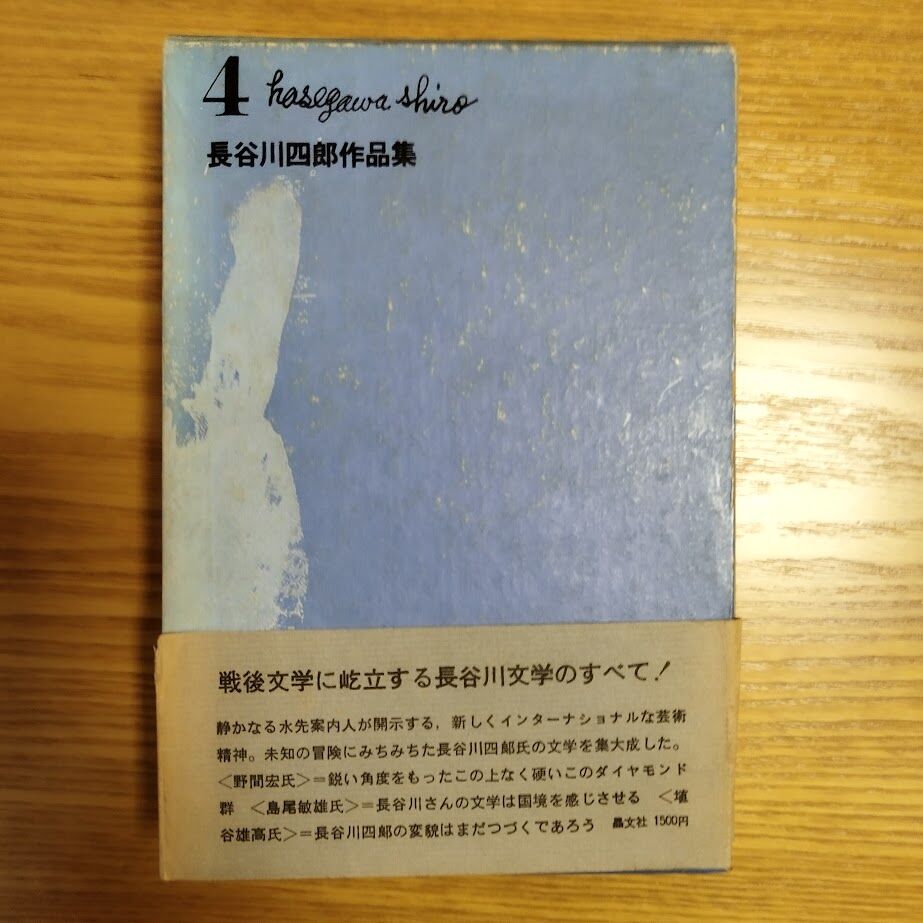 4 hasegawa shiro
長谷川四郎作品集
戦後文学に屹立する長谷川文学のすべて！
静かなる水先案内人が開示する，新しくインターナショナルな芸術
精神。未知の冒険にみちみちた長谷川四郎氏の文学を集大成した。
＜野間宏氏＞＝鋭い角度をもったこの上なく硬いこのダイヤモンド
群　＜島尾敏雄氏＞＝長谷川さんの文学は国境を感じさせる　＜埴
谷雄高氏＞＝長谷川四郎の変貌はまだつづくであろう　晶文社 1500円